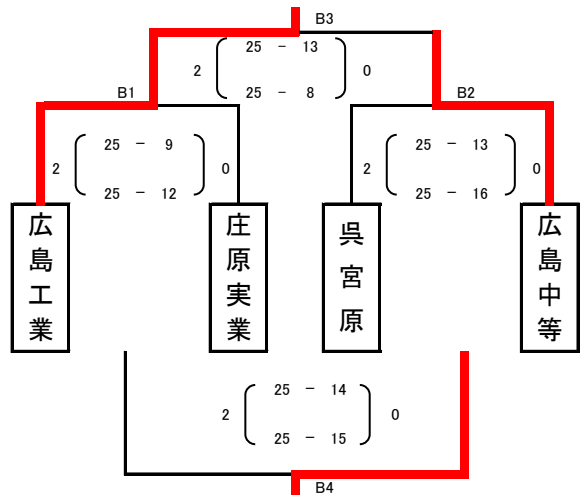 B3
25 － 13
2 0
25 － 8
B1 B2
25 － 9 25 － 13
2 0 2 0
25 － 12 25 － 16
広島工業
庄原実業
呉宮原
広島中等
25 － 14
2 0
25 － 15
B4